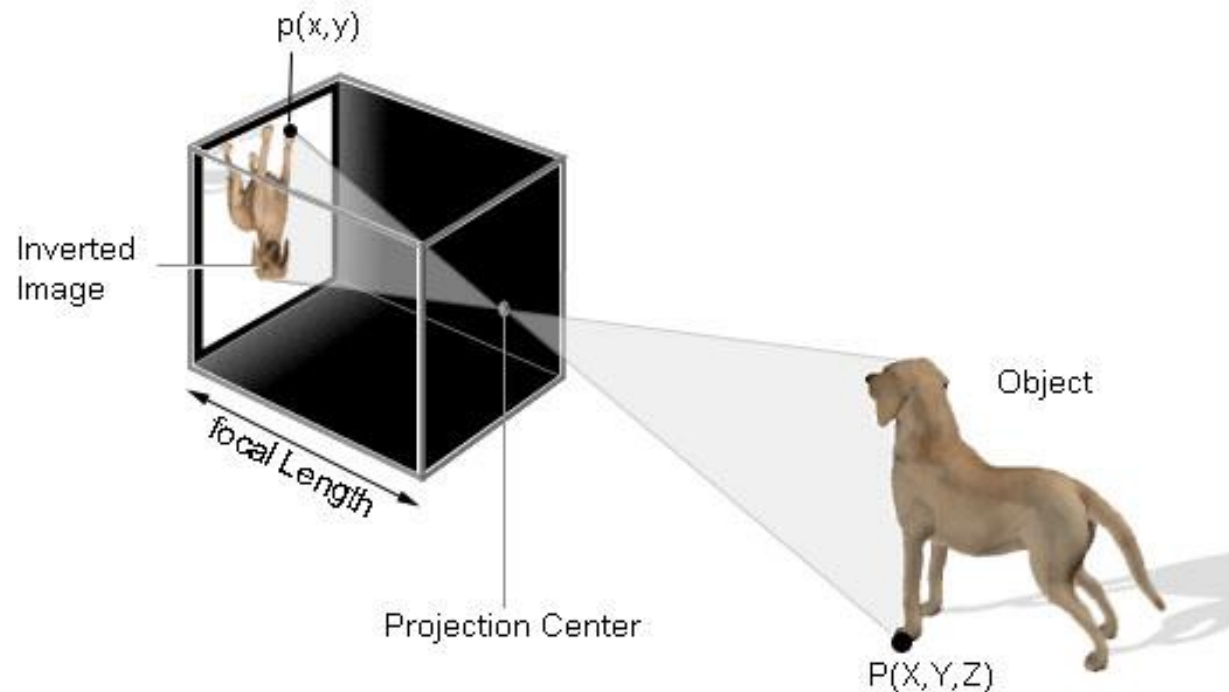 p(x,y)
Inverted
Image
Object
focal Length
Projection Center
P(X,Y,Z)